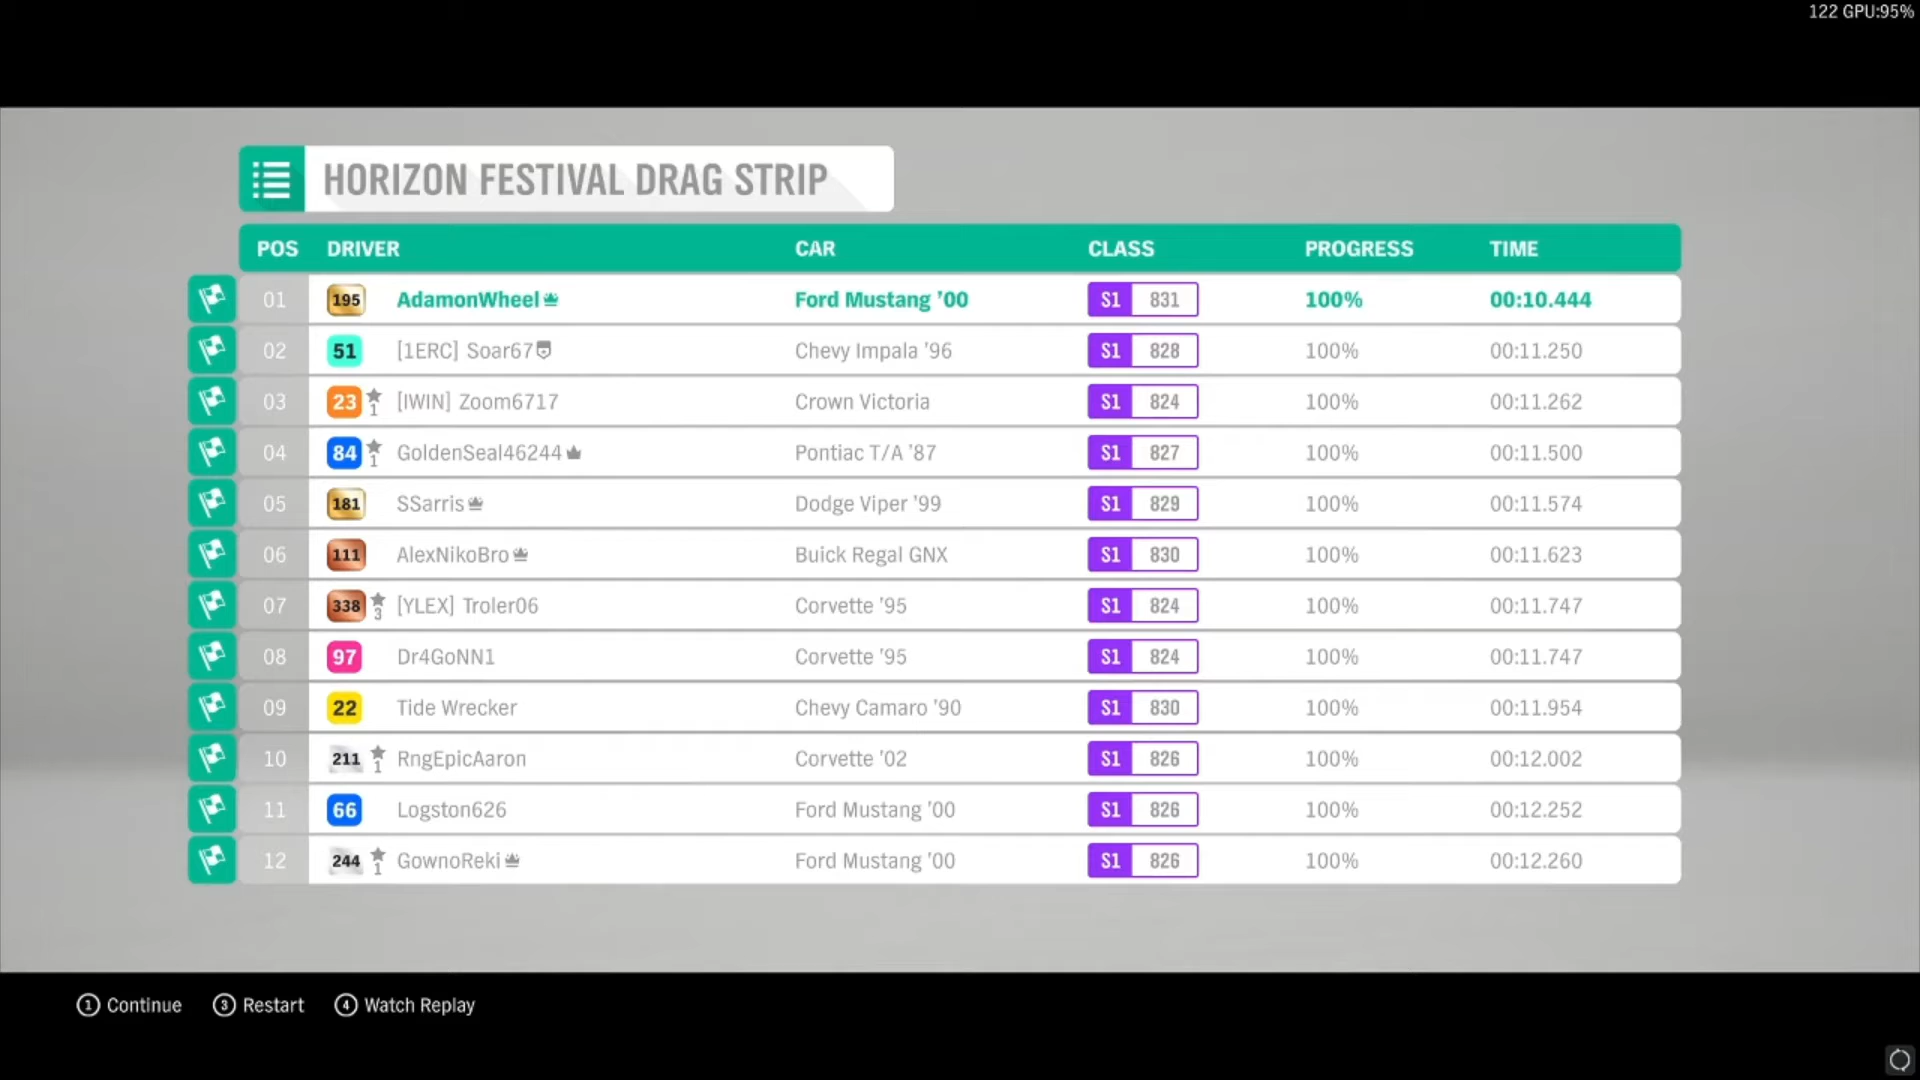 122 GPU:95%
HORIZON FESTIVAL DRAG STRIP
POS DRIVER CAR CLASS PROGRESS TIME
01 195 AdamonWheel Ford Mustang '00 S1 831 100% 00:10.444
02 51 [1ERC] Soar67 Chevy Impala '96 S1 828 100% 00:11.250
03 23 1 [IWIN] Zoom6717 Crown Victoria S1 824 100% 00:11.262
04 84 1 GoldenSeal46244 Pontiac T/A '87 S1 827 100% 00:11.500
05 181 SSarris Dodge Viper '99 S1 829 100% 00:11.574
06 111 AlexNikoBro Buick Regal GNX S1 830 100% 00:11.623
07 338 3 [YLEX] Troler06 Corvette '95 S1 824 100% 00:11.747
08 97 Dr4GoNN1 Corvette '95 S1 824 100% 00:11.747
09 22 Tide Wrecker Chevy Camaro '90 S1 830 100% 00:11.954
10 211 1 RngEpicAaron Corvette '02 S1 826 100% 00:12.002
11 66 Logston626 Ford Mustang '00 S1 826 100% 00:12.252
12 244 1 GownoReki Ford Mustang '00 S1 826 100% 00:12.260
1 Continue 3 Restart 4 Watch Replay